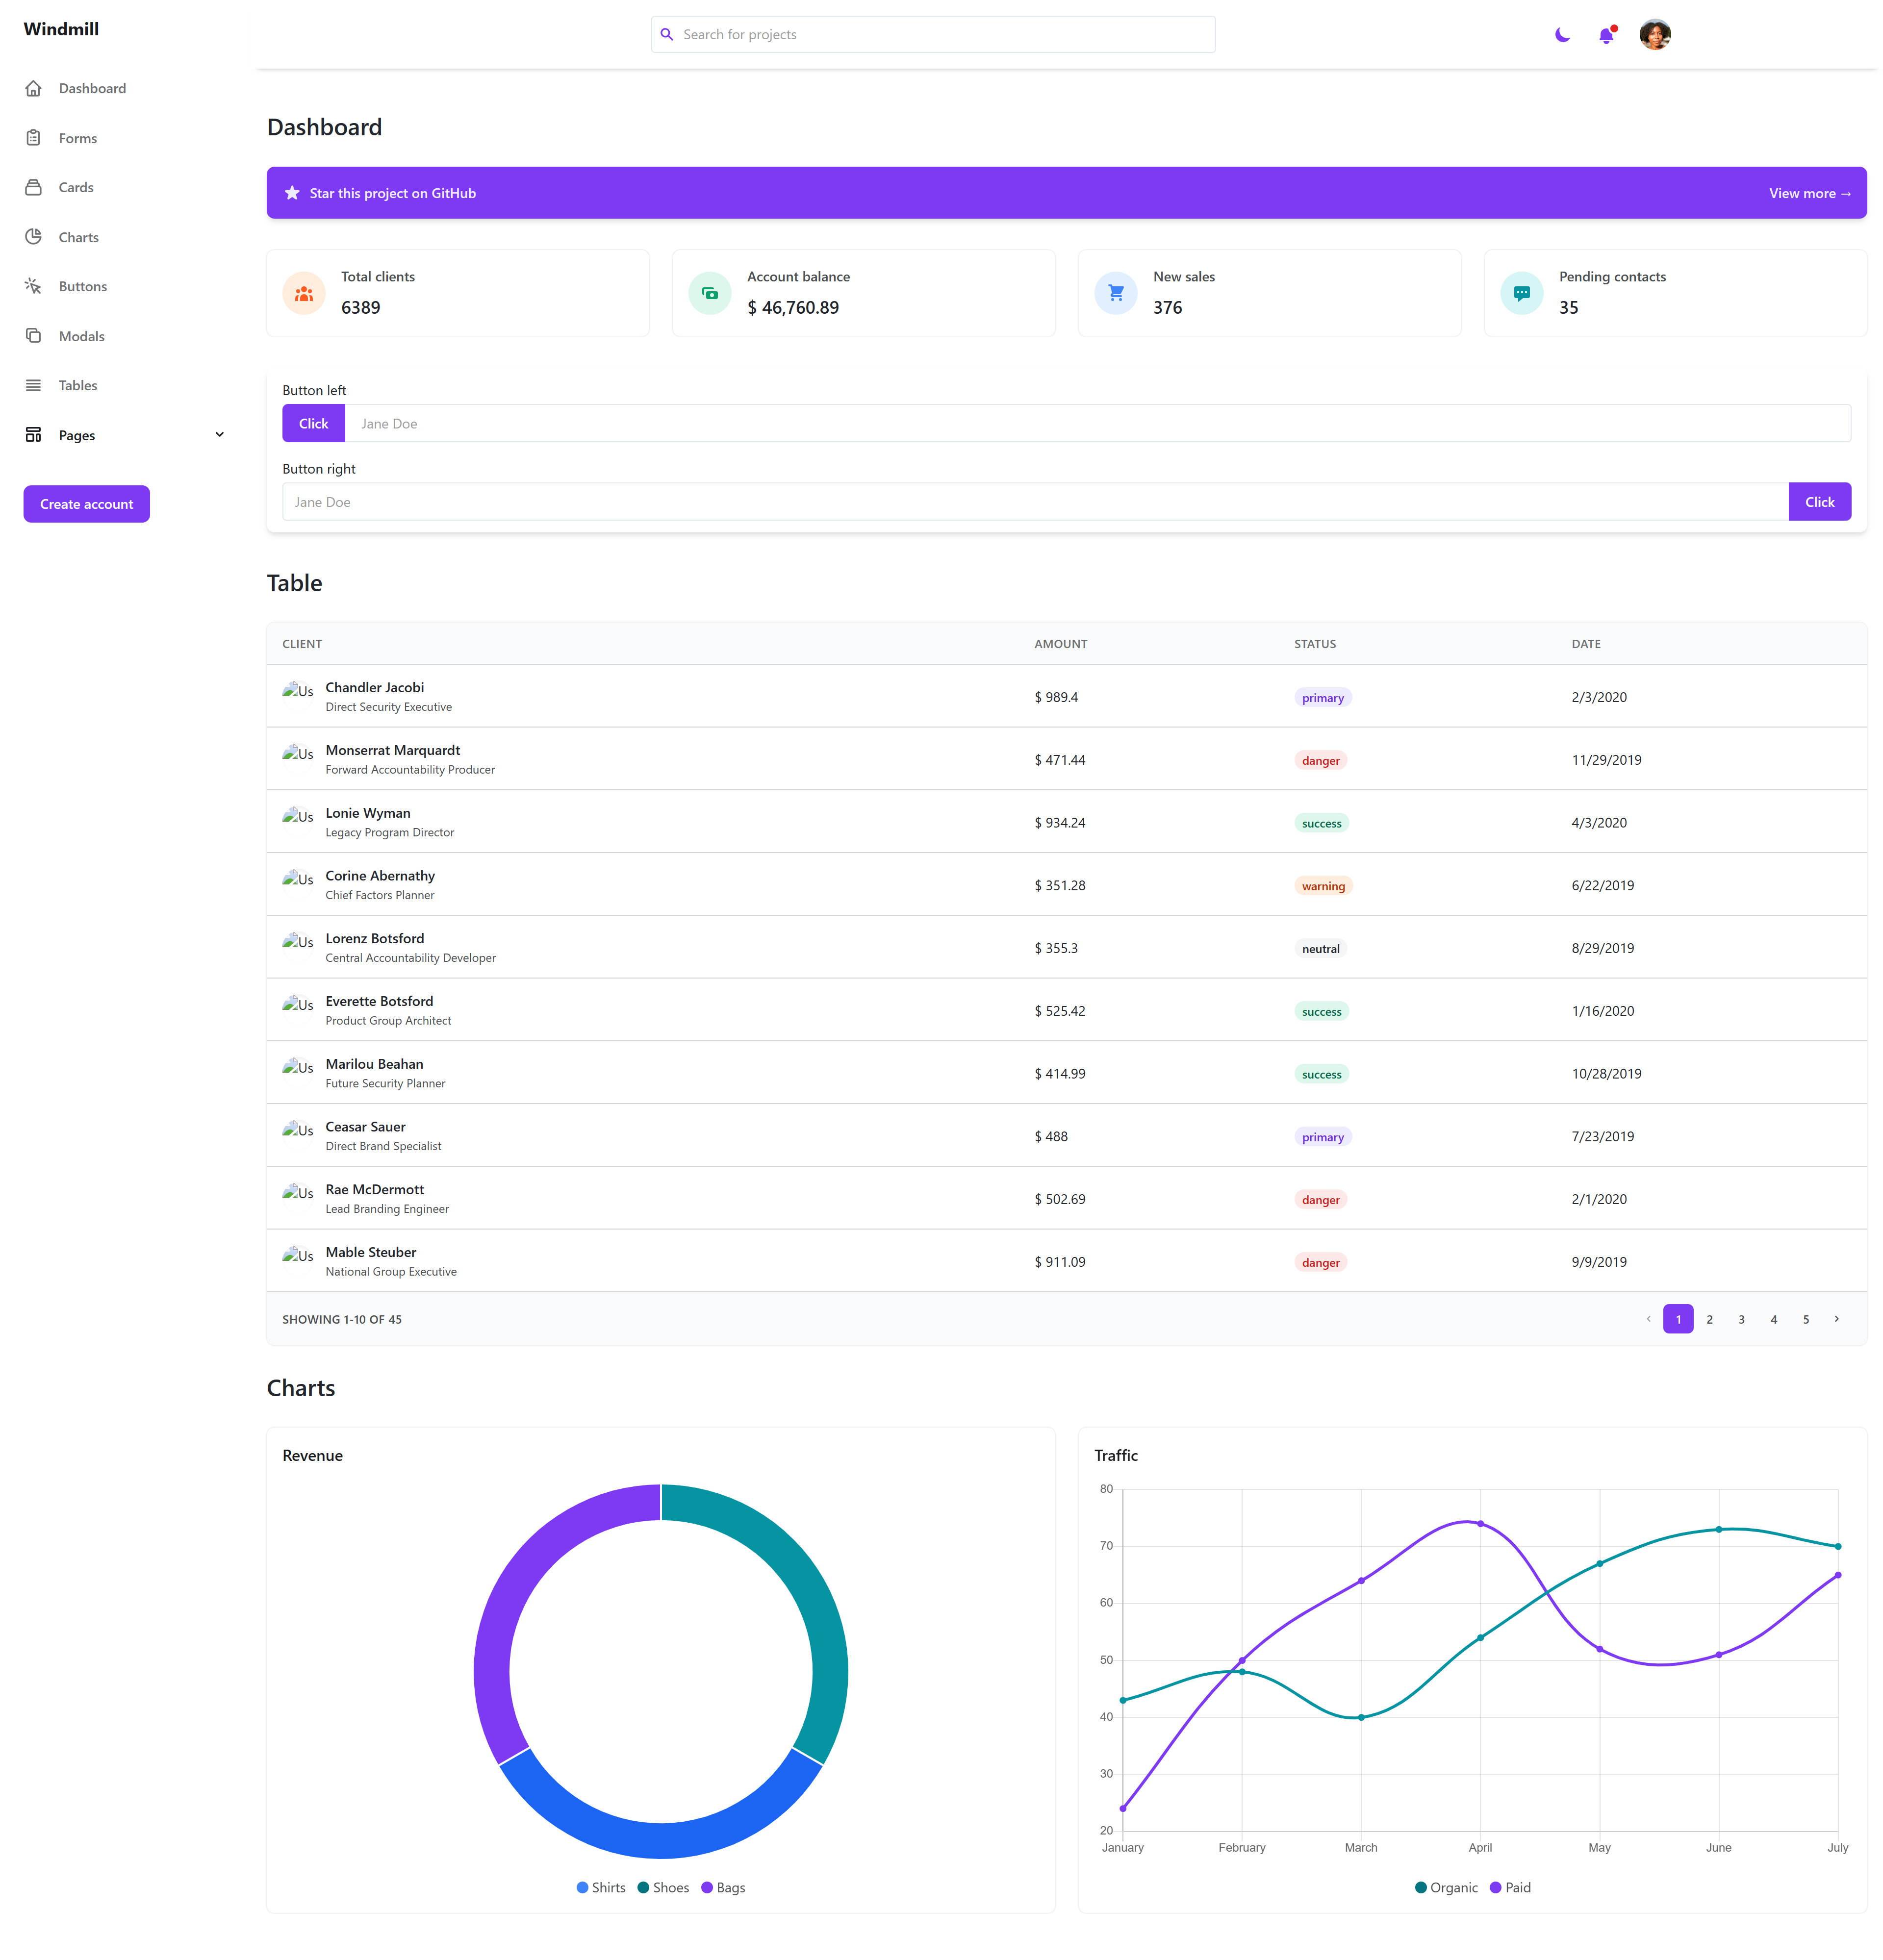 Windmill
Search for projects
Dashboard
Forms
Cards
Charts
Buttons
Modals
Tables
Pages
Create account
Dashboard
Star this project on GitHub
View more →
Total clients
6389
Account balance
$ 46,760.89
New sales
376
Pending contacts
35
Button left
Click
Jane Doe
Button right
Jane Doe
Click
Table
CLIENT AMOUNT STATUS DATE
Us
Chandler Jacobi
Direct Security Executive
$ 989.4
primary
2/3/2020
Us
Monserrat Marquardt
Forward Accountability Producer
$ 471.44
danger
11/29/2019
Us
Lonie Wyman
Legacy Program Director
$ 934.24
success
4/3/2020
Us
Corine Abernathy
Chief Factors Planner
$ 351.28
warning
6/22/2019
Us
Lorenz Botsford
Central Accountability Developer
$ 355.3
neutral
8/29/2019
Us
Everette Botsford
Product Group Architect
$ 525.42
success
1/16/2020
Us
Marilou Beahan
Future Security Planner
$ 414.99
success
10/28/2019
Us
Ceasar Sauer
Direct Brand Specialist
$ 488
primary
7/23/2019
Us
Rae McDermott
Lead Branding Engineer
$ 502.69
danger
2/1/2020
Us
Mable Steuber
National Group Executive
$ 911.09
danger
9/9/2019
SHOWING 1-10 OF 45
1 2 3 4 5
Charts
Revenue
Shirts Shoes Bags
Traffic
80
70
60
50
40
30
20
January February March April May June July
Organic Paid